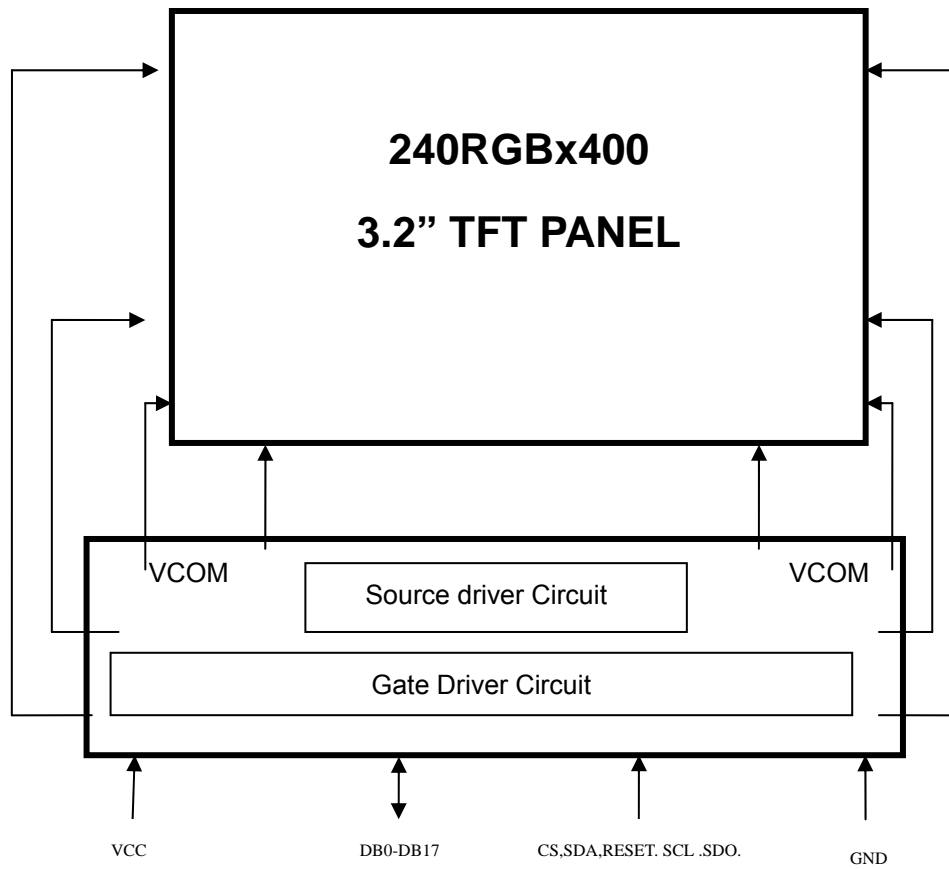 240RGBx400
3.2” TFT PANEL
VCOM
VCOM
Source driver Circuit
Gate Driver Circuit
VCC
DB0-DB17
CS,SDA,RESET. SCL .SDO.
GND